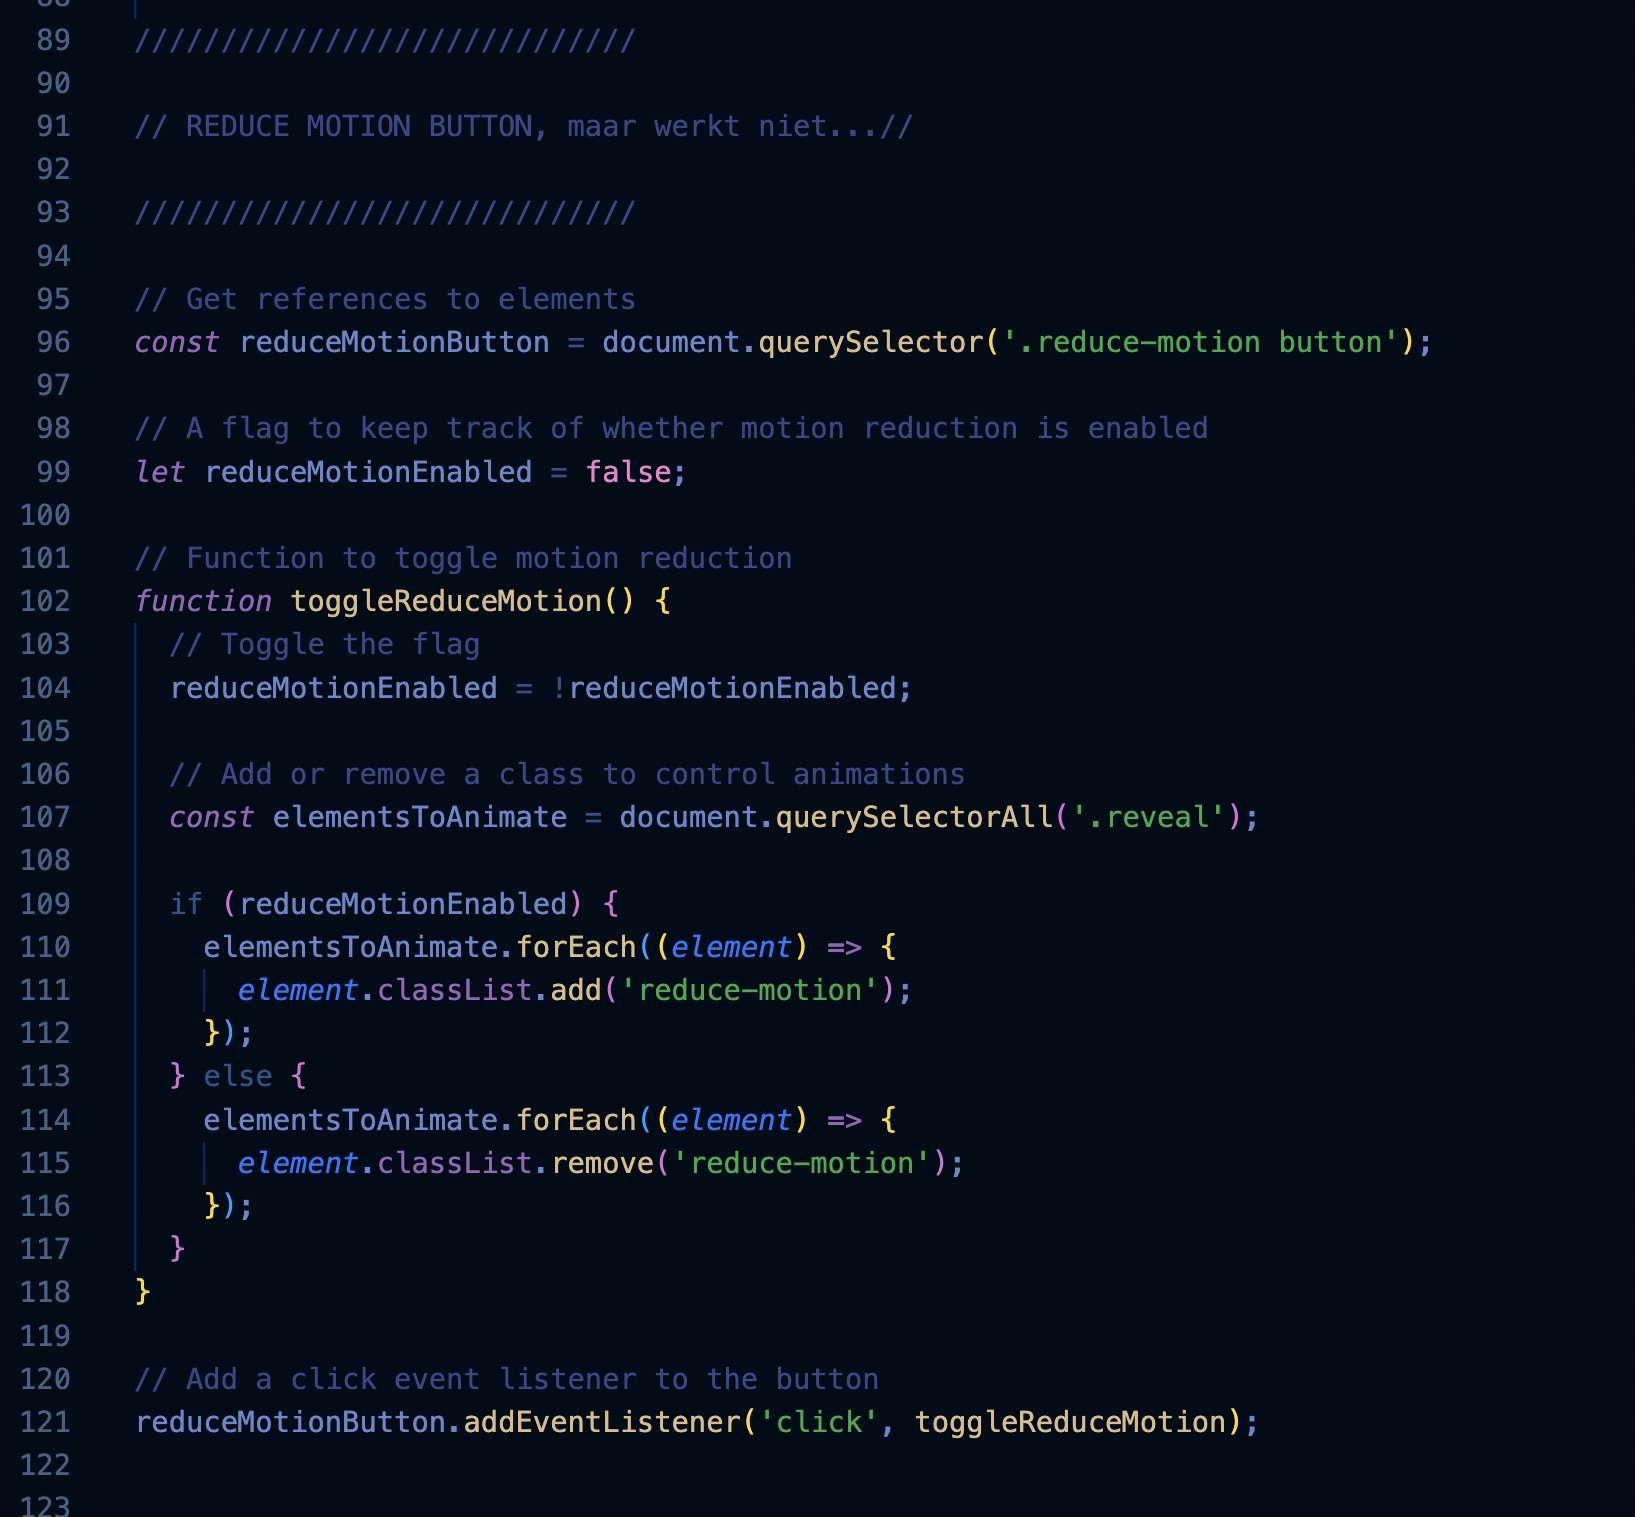 89 /////////////////////////////
90
91 // REDUCE MOTION BUTTON, maar werkt niet...//
92
93 /////////////////////////////
94
95 // Get references to elements
96 const reduceMotionButton = document.querySelector('.reduce-motion button');
97
98 // A flag to keep track of whether motion reduction is enabled
99 let reduceMotionEnabled = false;
100
101 // Function to toggle motion reduction
102 function toggleReduceMotion() {
103 // Toggle the flag
104 reduceMotionEnabled = !reduceMotionEnabled;
105
106 // Add or remove a class to control animations
107 const elementsToAnimate = document.querySelectorAll('.reveal');
108
109 if (reduceMotionEnabled) {
110 elementsToAnimate.forEach((element) => {
111 element.classList.add('reduce-motion');
112 });
113 } else {
114 elementsToAnimate.forEach((element) => {
115 element.classList.remove('reduce-motion');
116 });
117 }
118 }
119
120 // Add a click event listener to the button
121 reduceMotionButton.addEventListener('click', toggleReduceMotion);
122
123